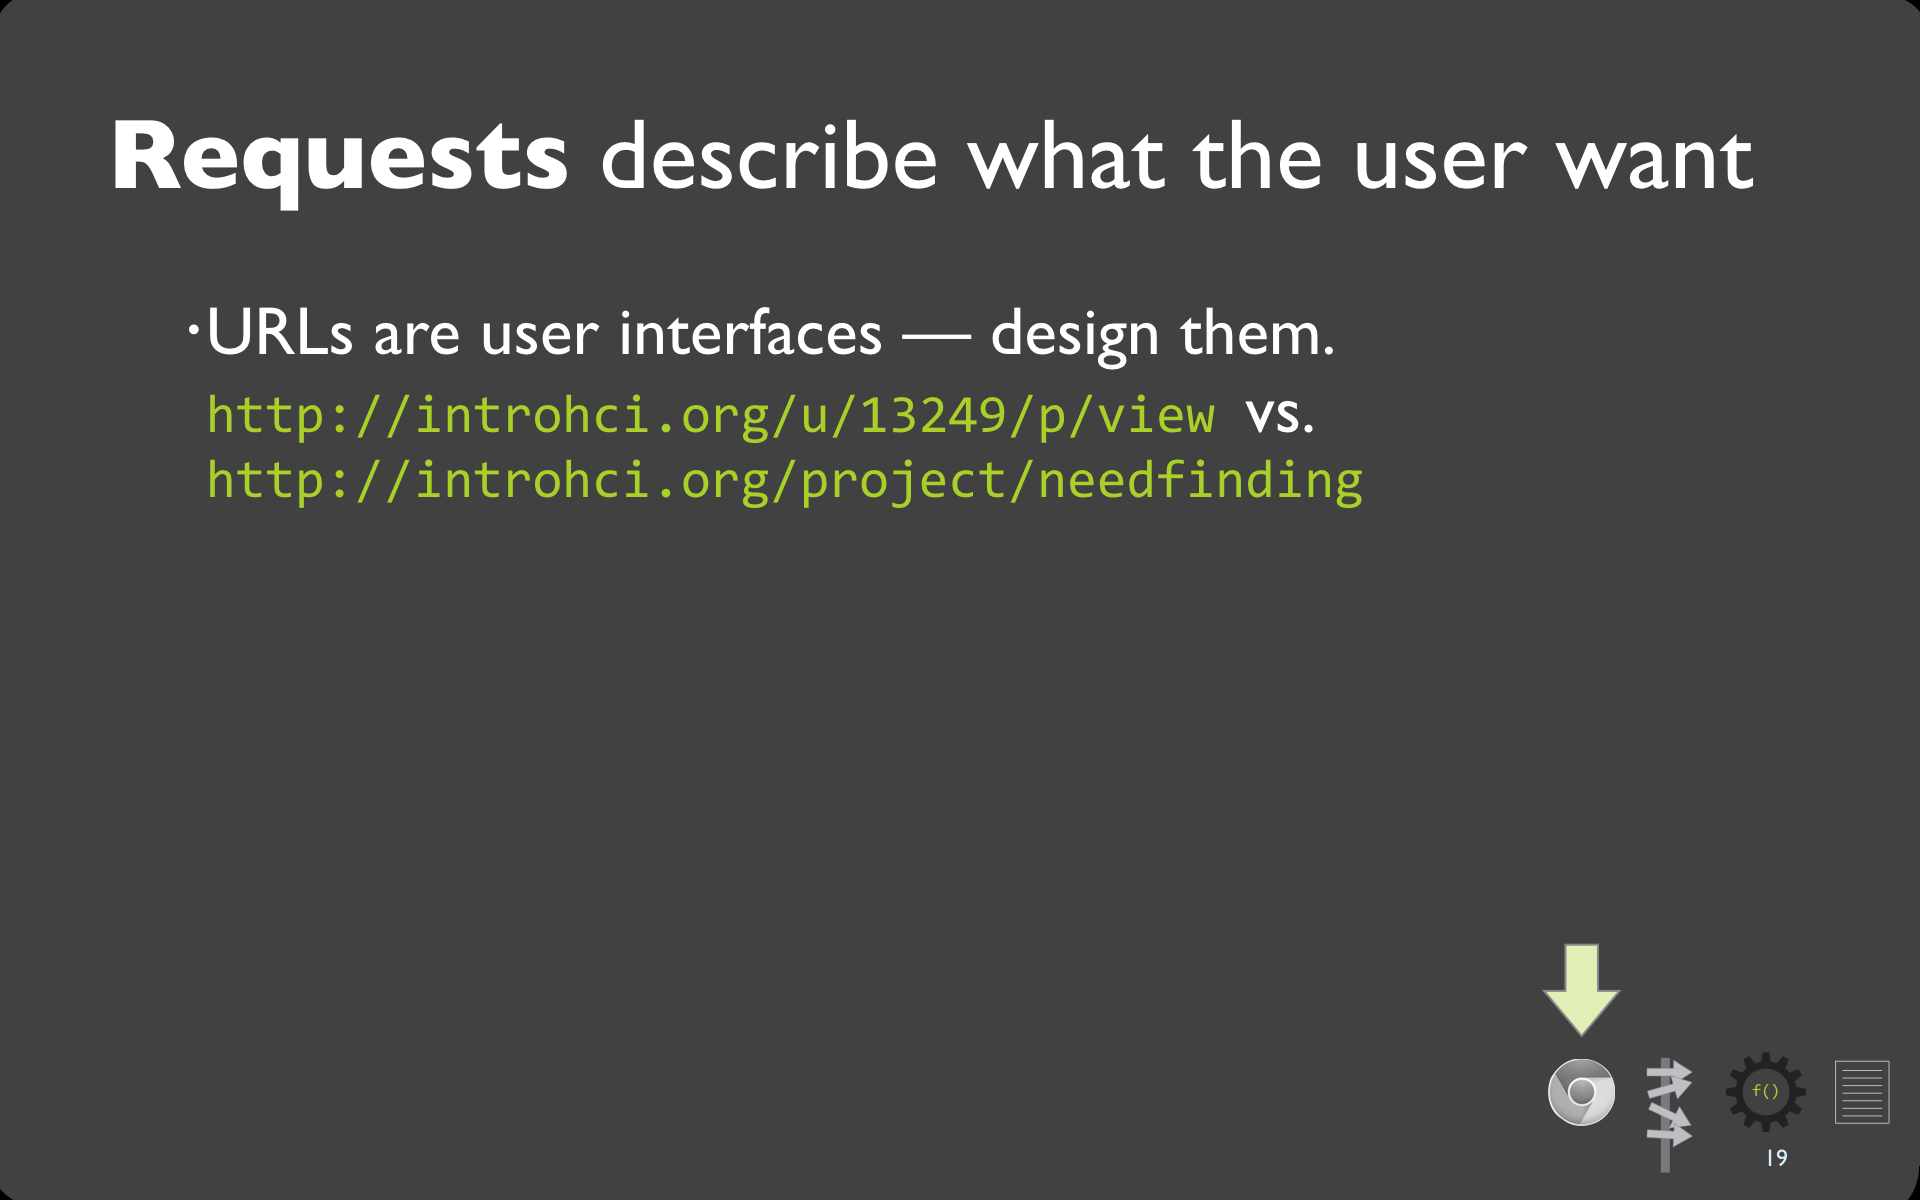 Requests describe what the user want
•URLs are user interfaces — design them.
http://introhci.org/u/13249/p/view vs.
http://introhci.org/project/needfinding
f()
19